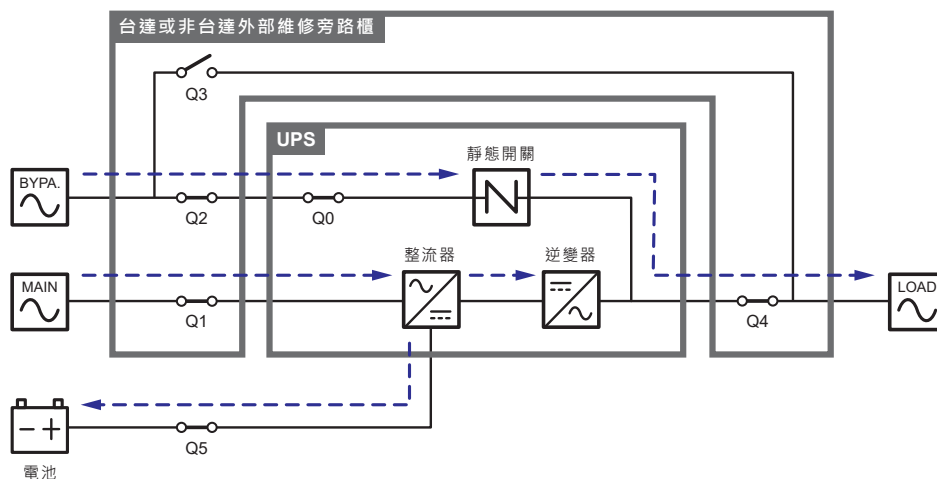 台達或非台達外部維修旁路櫃
Q3
UPS
靜態開關
BYPA.
Q2
Q0
整流器
逆變器
MAIN
LOAD
Q1
Q4
Q5
電池